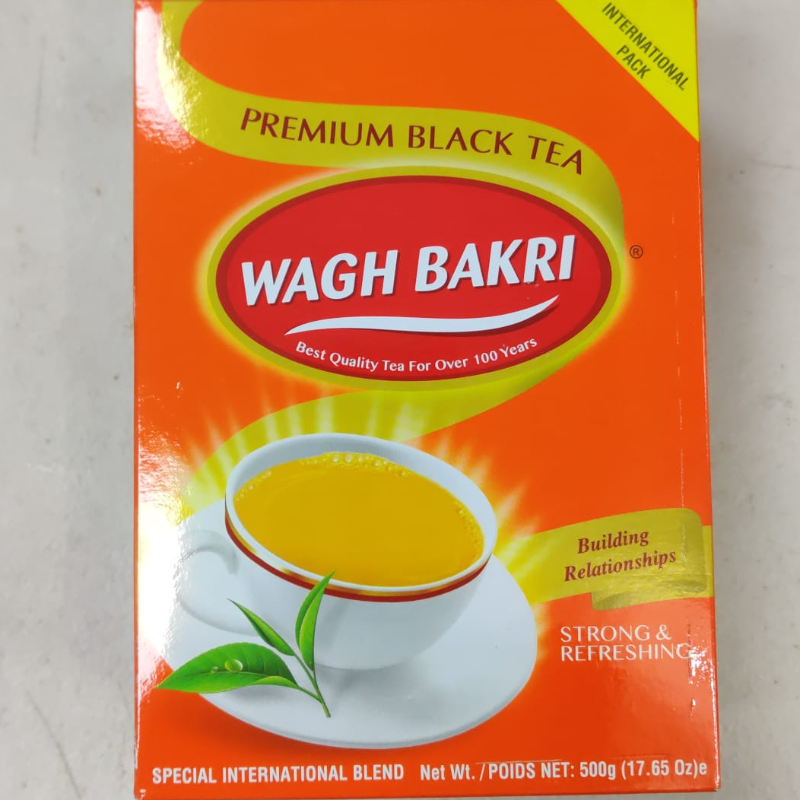 INTERNATIONAL
PACK
PREMIUM BLACK TEA
WAGH BAKRI
®
Best Quality Tea For Over 100 Years
Building
Relationships
STRONG &
REFRESHING
SPECIAL INTERNATIONAL BLEND Net Wt. / POIDS NET: 500g (17.65 Oz)e